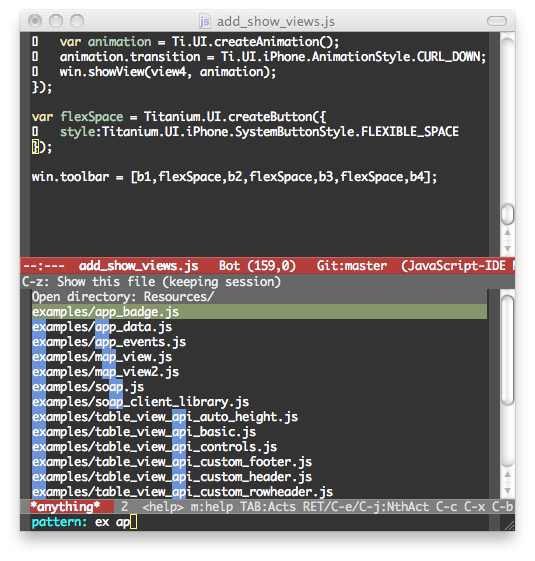 js add_show_views.js
var animation = Ti.UI.createAnimation();
animation.transition = Ti.UI.iPhone.AnimationStyle.CURL_DOWN;
win.showView(view4, animation);
});
var flexSpace = Titanium.UI.createButton({
style:Titanium.UI.iPhone.SystemButtonStyle.FLEXIBLE_SPACE
});
win.toolbar = [b1,flexSpace,b2,flexSpace,b3,flexSpace,b4];
--:--- add_show_views.js Bot (159,0) Git:master (JavaScript-IDE
C-z: Show this file (keeping session)
Open directory: Resources/
examples/app_badge.js
examples/app_data.js
examples/app_events.js
examples/map_view.js
examples/map_view2.js
examples/soap.js
examples/soap_client_library.js
examples/table_view_api_auto_height.js
examples/table_view_api_basic.js
examples/table_view_api_controls.js
examples/table_view_api_custom_footer.js
examples/table_view_api_custom_header.js
examples/table_view_api_custom_rowheader.js
*anything* 2 <help> m:help TAB:Acts RET/C-e/C-j:NthAct C-c C-x C-b
pattern: ex ap